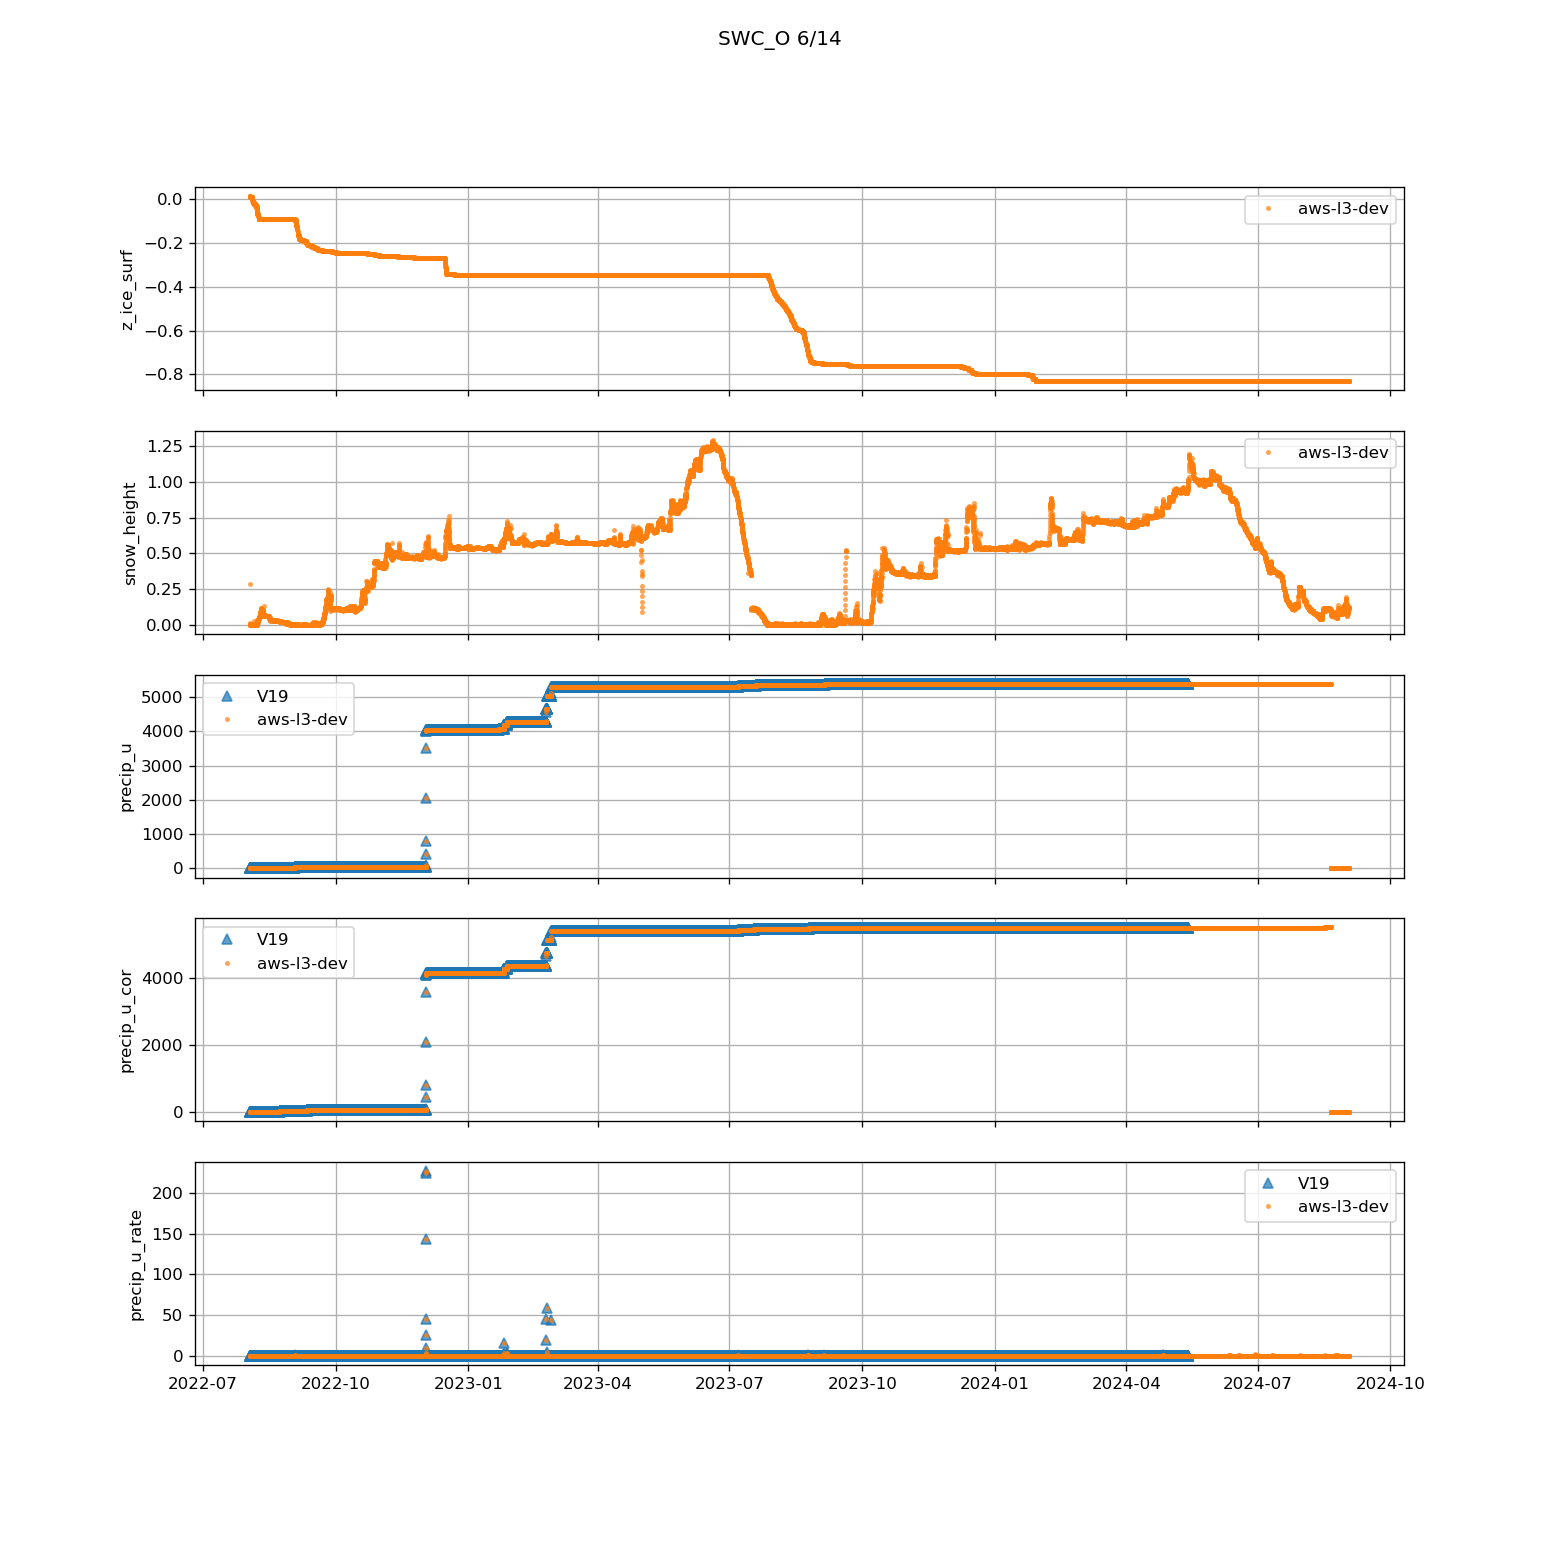 SWC_O 6/14
0.0
−0.2
−0.4
−0.6
−0.8
z_ice_surf
aws-l3-dev
1.25
1.00
0.75
0.50
0.25
0.00
snow_height
aws-l3-dev
5000
4000
3000
2000
1000
0
precip_u
V19
aws-l3-dev
4000
2000
0
precip_u_cor
V19
aws-l3-dev
200
150
100
50
0
precip_u_rate
V19
aws-l3-dev
2022-07 2022-10 2023-01 2023-04 2023-07 2023-10 2024-01 2024-04 2024-07 2024-10